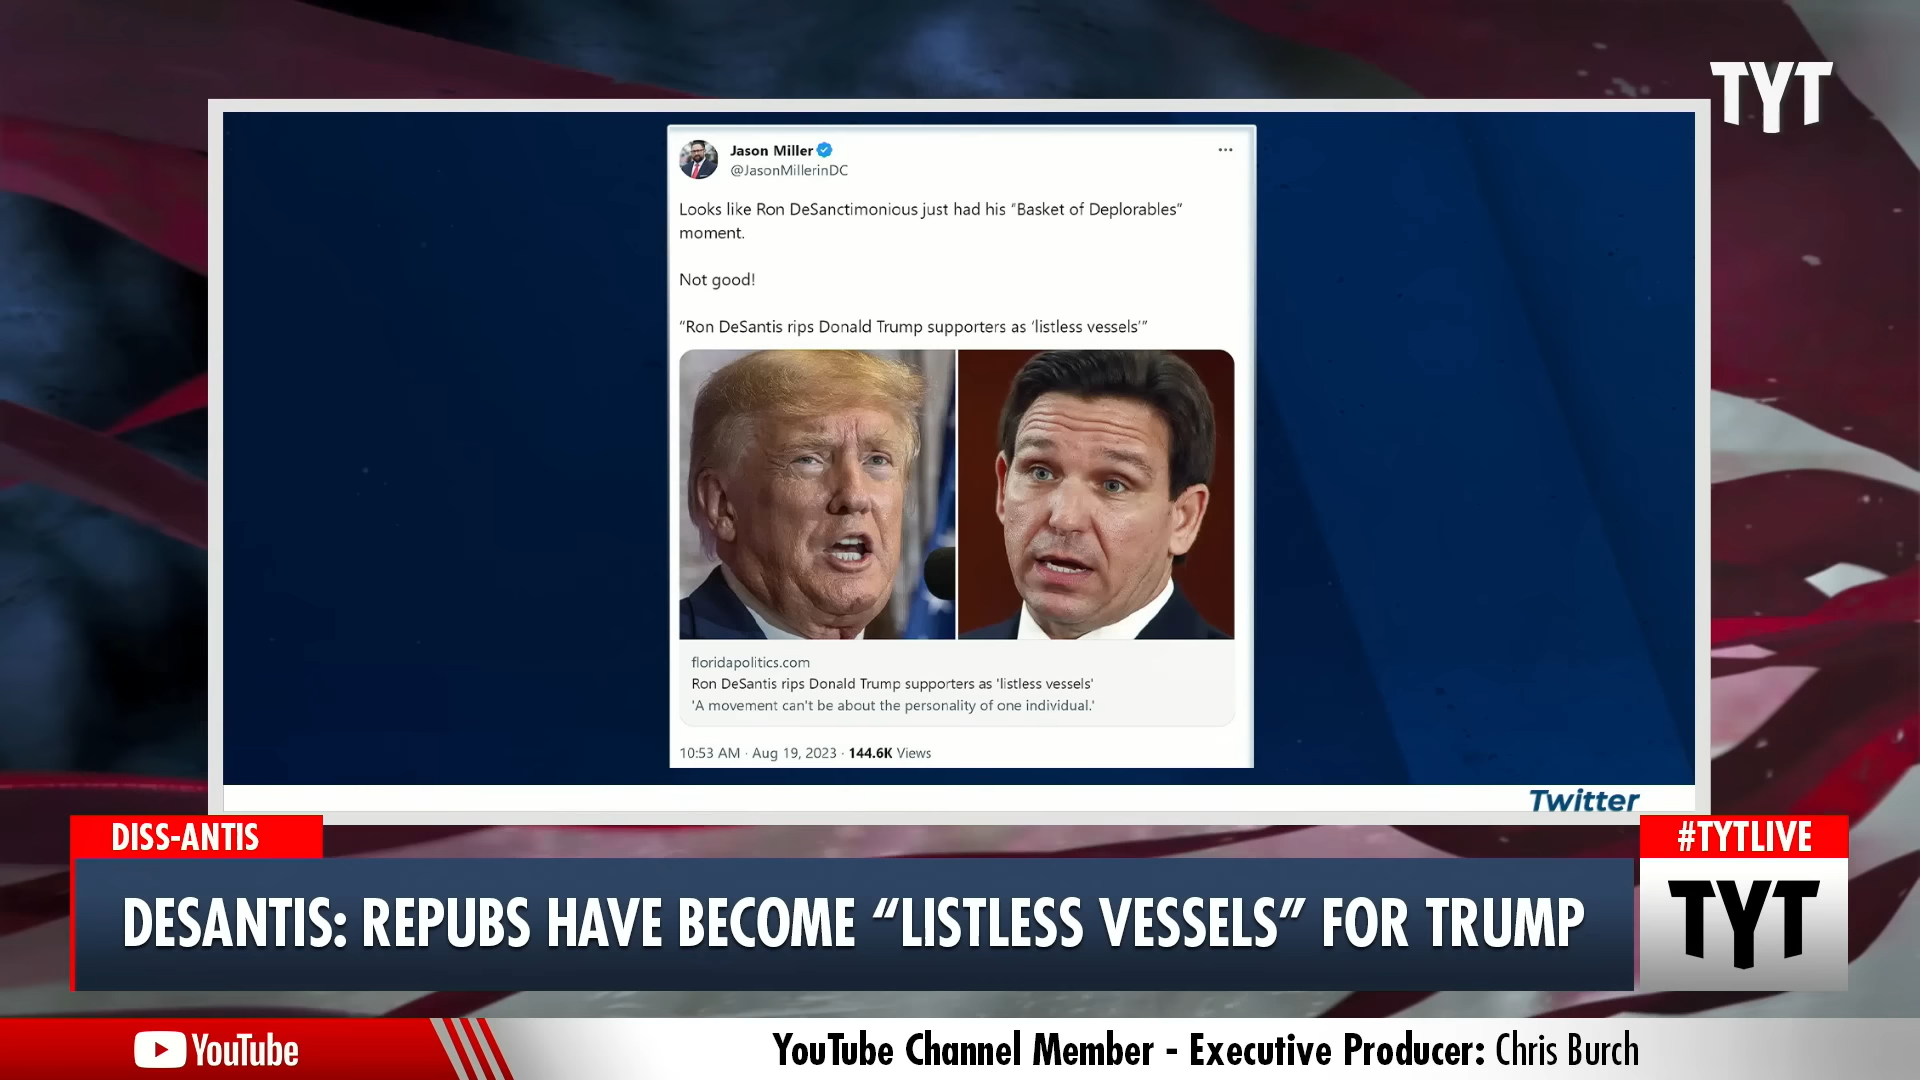 TYT
Jason Miller
@JasonMillerinDC
Looks like Ron DeSanctimonious just had his “Basket of Deplorables”
moment.
Not good!
“Ron DeSantis rips Donald Trump supporters as ‘listless vessels’”
floridapolitics.com
Ron DeSantis rips Donald Trump supporters as 'listless vessels'
'A movement can't be about the personality of one individual.'
10:53 AM · Aug 19, 2023 · 144.6K Views
Twitter
DISS-ANTIS
#TYTLIVE
DESANTIS: REPUBS HAVE BECOME “LISTLESS VESSELS” FOR TRUMP
TYT
YouTube
YouTube Channel Member - Executive Producer: Chris Burch